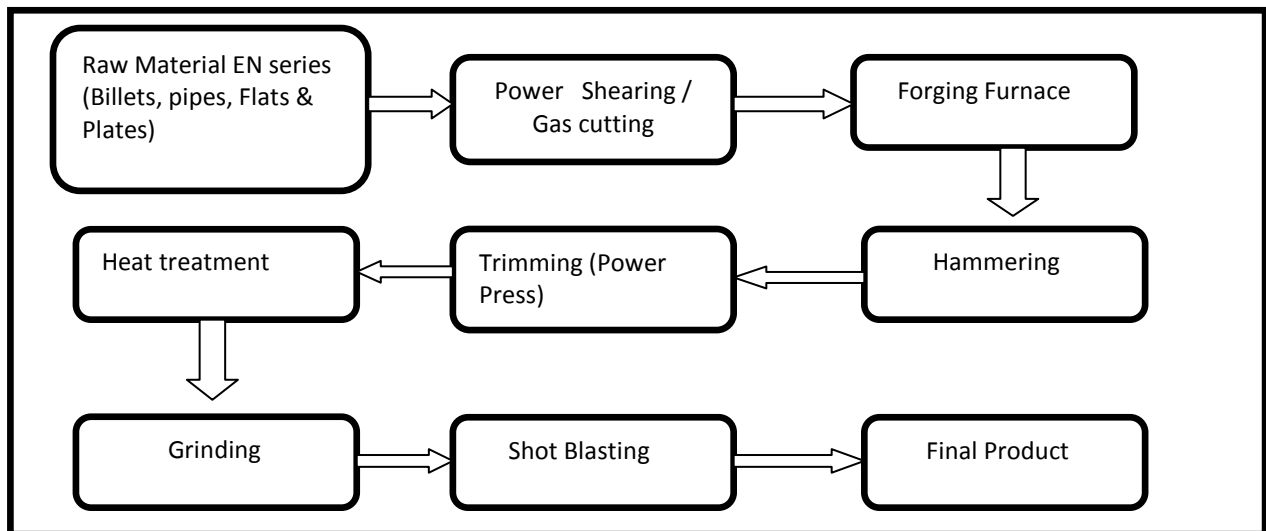 Raw Material EN series
(Billets, pipes, Flats &
Plates)
Power Shearing /
Gas cutting
Forging Furnace
Hammering
Trimming (Power
Press)
Heat treatment
Grinding
Shot Blasting
Final Product